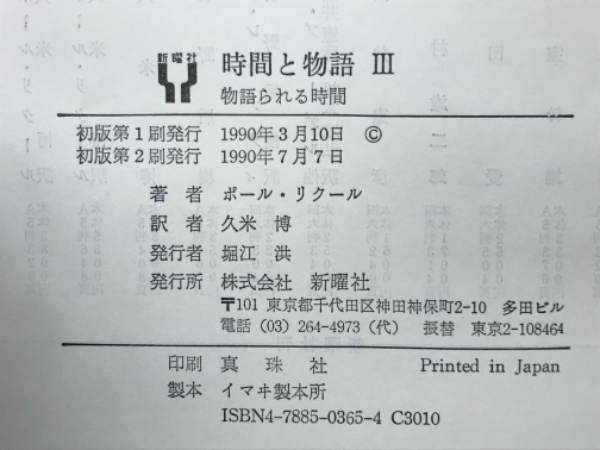 新曜社
時間と物語 III
物語られる時間
初版第1刷発行 1990年3月10日 ©
初版第2刷発行 1990年7月7日
著者 ポール・リクール
訳者 久米 博
発行者 堀江 洪
発行所 株式会社 新曜社
〒101 東京都千代田区神田神保町2-10 多田ビル
電話 (03) 264-4973 (代) 振替 東京2-108464
印刷 真珠社 Printed in Japan
製本 イマヰ製本所
ISBN4-7885-0365-4 C3010